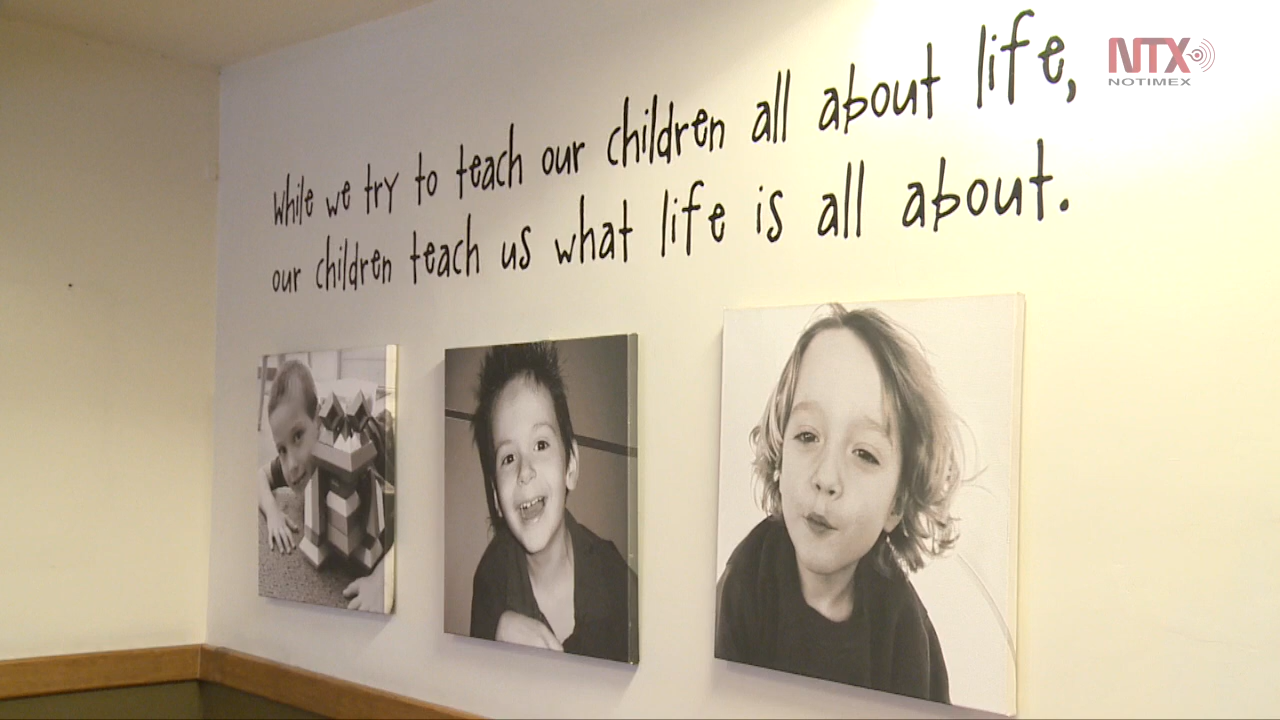 While we try to teach our children all about life,
our children teach us what life is all about.
NTX
NOTIMEX